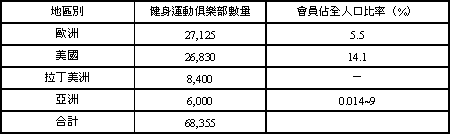 地區別 健身運動俱樂部數量 會員佔全人口比率（%）
歐洲 27,125 5.5
美國 26,830 14.1
拉丁美洲 8,400 －
亞洲 6,000 0.014~9
合計 68,355